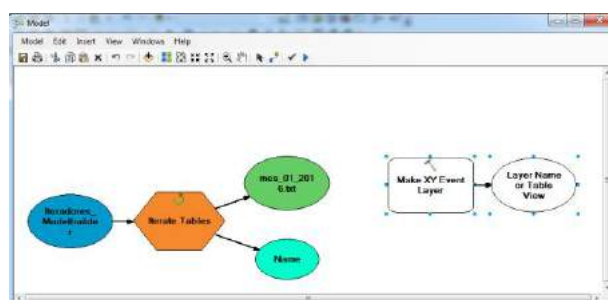 Model
Model Edit Insert View Windows Help
Iteradores_
ModelBuilde
r
Iterate Tables
mes_01_201
6.txt
Name
Make XY Event
Layer
Layer Name
or Table
View